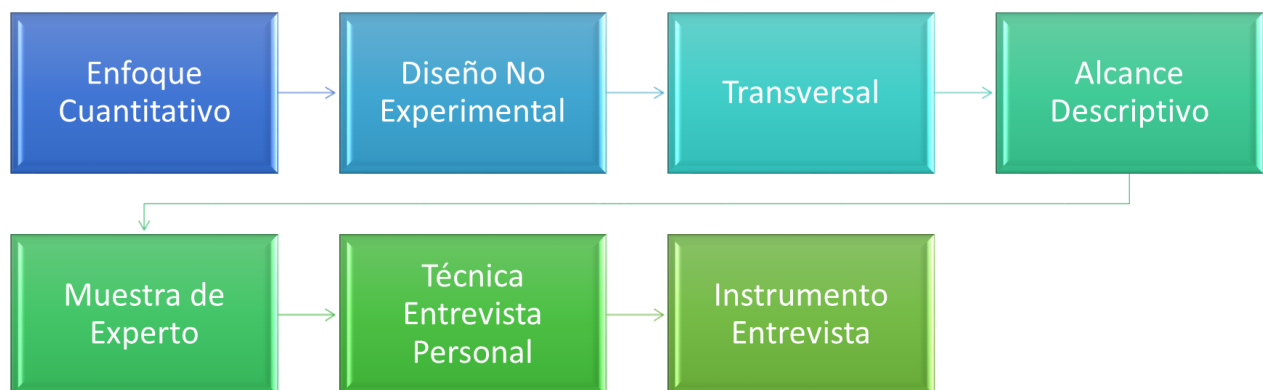 Enfoque
Cuantitativo
Diseño No
Experimental
Transversal
Alcance
Descriptivo
Muestra de
Experto
Técnica
Entrevista
Personal
Instrumento
Entrevista